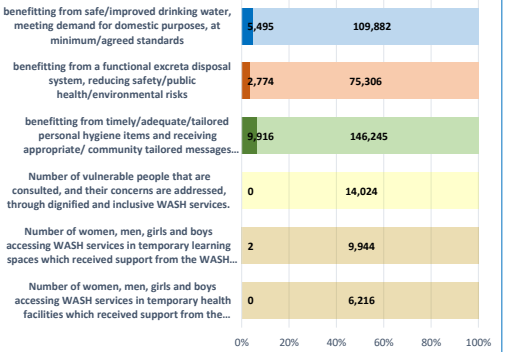 benefitting from safe/improved drinking water,
meeting demand for domestic purposes, at
minimum/agreed standards
5,495 109,882
benefitting from a functional excreta disposal
system, reducing safety/public
health/environmental risks
2,774 75,306
benefitting from timely/adequate/tailored
personal hygiene items and receiving
appropriate/ community tailored messages…
9,916 146,245
Number of vulnerable people that are
consulted, and their concerns are addressed,
through dignified and inclusive WASH services.
0 14,024
Number of women, men, girls and boys
accessing WASH services in temporary learning
spaces which received support from the WASH…
2 9,944
Number of women, men, girls and boys
accessing WASH services in temporary health
facilities which received support from the…
0 6,216
0% 20% 40% 60% 80% 100%